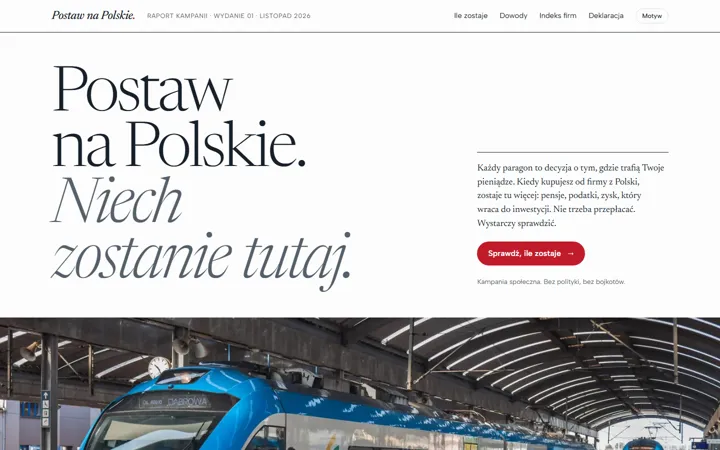 Postaw na Polskie.
RAPORT KAMPANII · WYDANIE 01 · LISTOPAD 2026
Ile zostaje
Dowody
Indeks firm
Deklaracja
Motyw
Postaw
na Polskie.
Niech
zostanie tutaj.
Każdy paragon to decyzja o tym, gdzie trafią Twoje
pieniądze. Kiedy kupujesz od firmy z Polski,
zostaje tu więcej: pensje, podatki, zysk, który
wraca do inwestycji. Nie trzeba przepłacać.
Wystarczy sprawdzić.
Sprawdź, ile zostaje →
Kampania społeczna. Bez polityki, bez bojkotów.
DĄBROWA